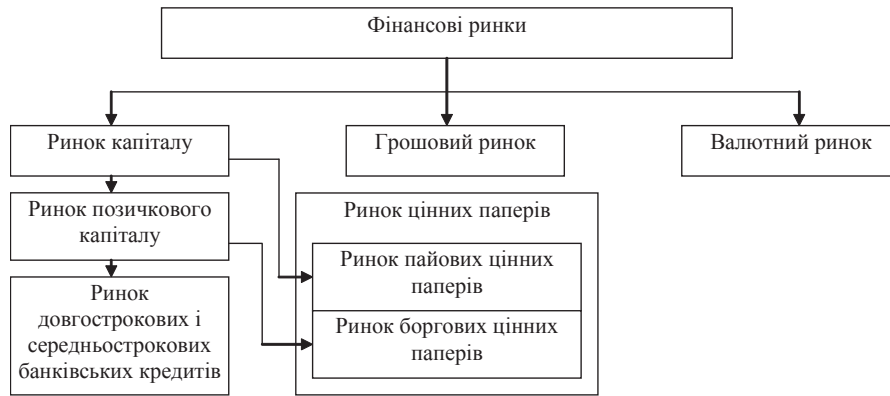 Фінансові ринки
Ринок капіталу
Грошовий ринок
Валютний ринок
Ринок позичкового
капіталу
Ринок цінних паперів
Ринок пайових цінних
паперів
Ринок
довгострокових і
середньострокових
банківських кредитів
Ринок боргових цінних
паперів